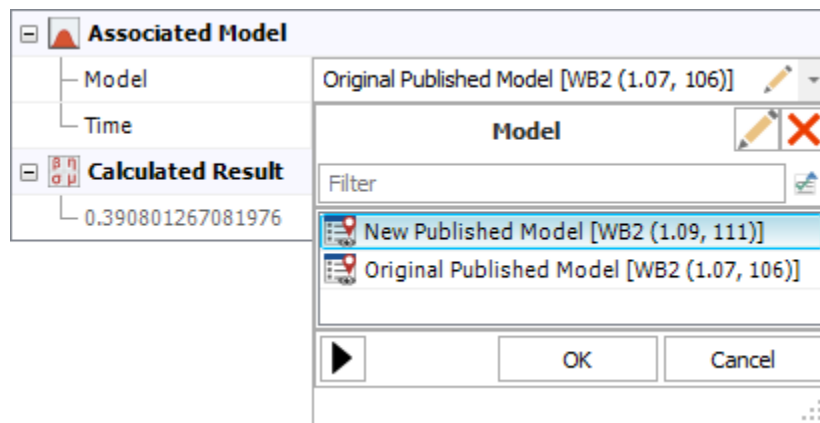 Associated Model
Model
Original Published Model [WB2 (1.07, 106)]
Time
Model
Calculated Result
β η
σ μ
Filter
0.390801267081976
New Published Model [WB2 (1.09, 111)]
Original Published Model [WB2 (1.07, 106)]
OK
Cancel